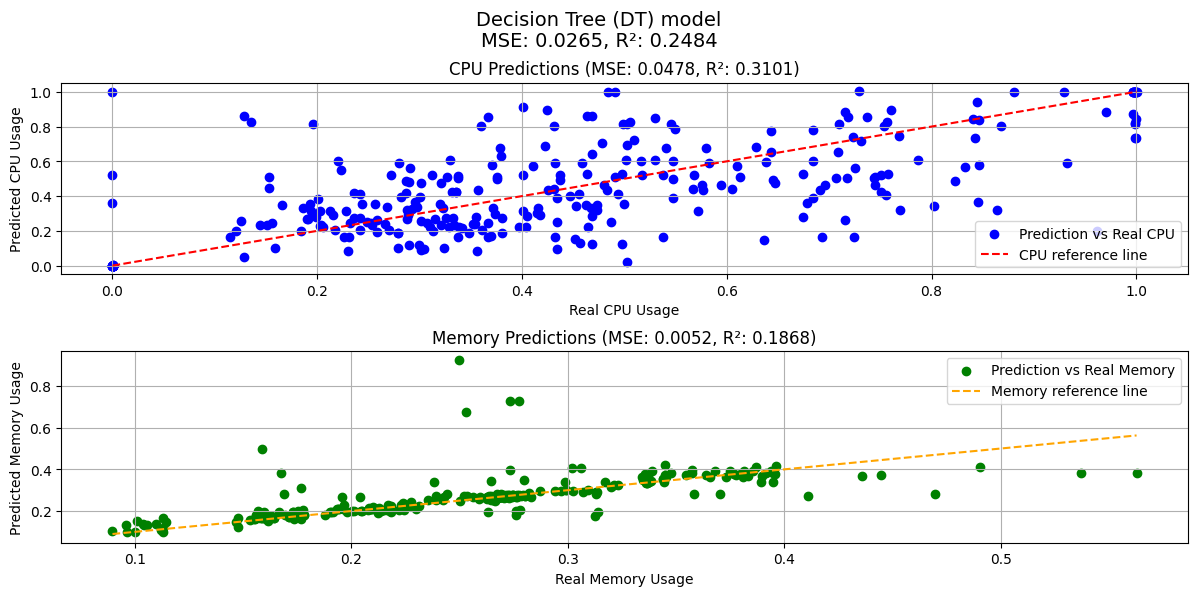 Decision Tree (DT) model
MSE: 0.0265, R²: 0.2484
CPU Predictions (MSE: 0.0478, R²: 0.3101)
Predicted CPU Usage
1.0
0.8
0.6
0.4
0.2
0.0
Prediction vs Real CPU
CPU reference line
0.0 0.2 0.4 0.6 0.8 1.0
Real CPU Usage
Memory Predictions (MSE: 0.0052, R²: 0.1868)
Predicted Memory Usage
0.8
0.6
0.4
0.2
Prediction vs Real Memory
Memory reference line
0.1 0.2 0.3 0.4 0.5
Real Memory Usage